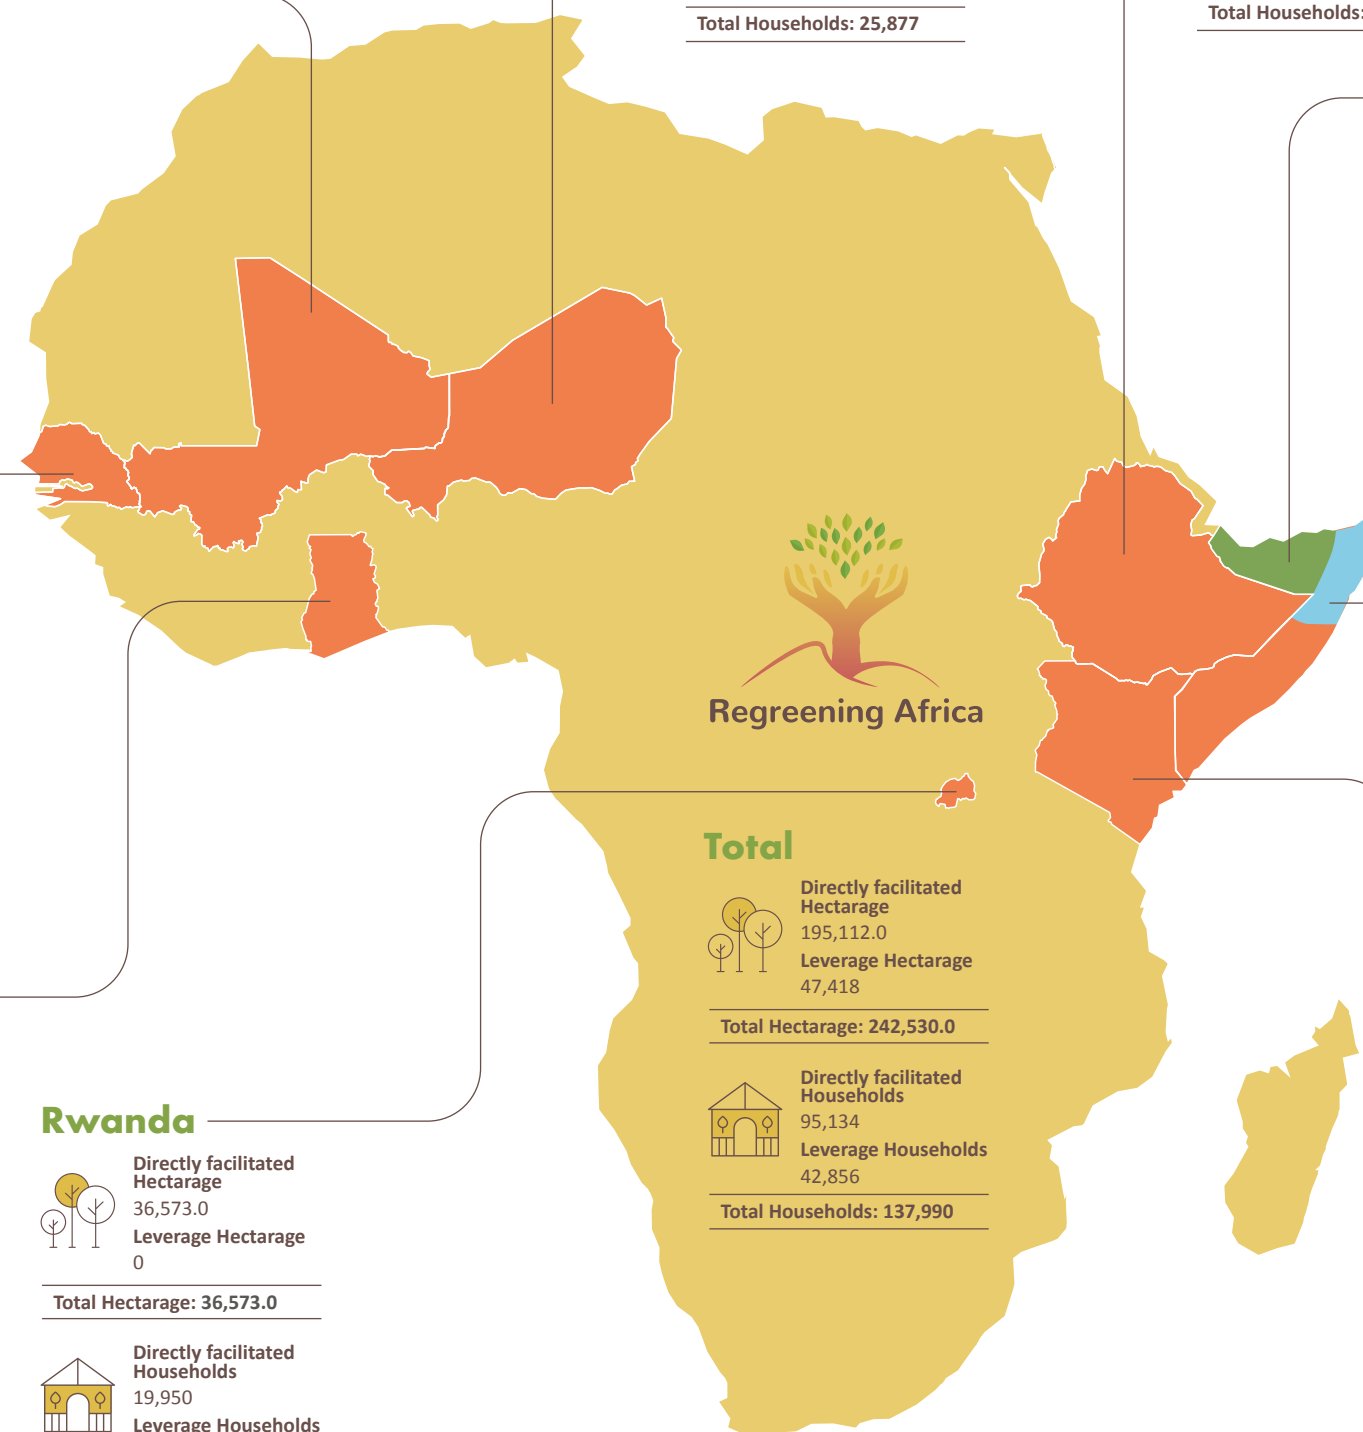 Total Households: 25,877
Total Households:
Regreening Africa
Total
Directly facilitated
Hectarage
195,112.0
Leverage Hectarage
47,418
Total Hectarage: 242,530.0
Directly facilitated
Households
95,134
Leverage Households
42,856
Total Households: 137,990
Rwanda
Directly facilitated
Hectarage
36,573.0
Leverage Hectarage
0
Total Hectarage: 36,573.0
Directly facilitated
Households
19,950
Leverage Households